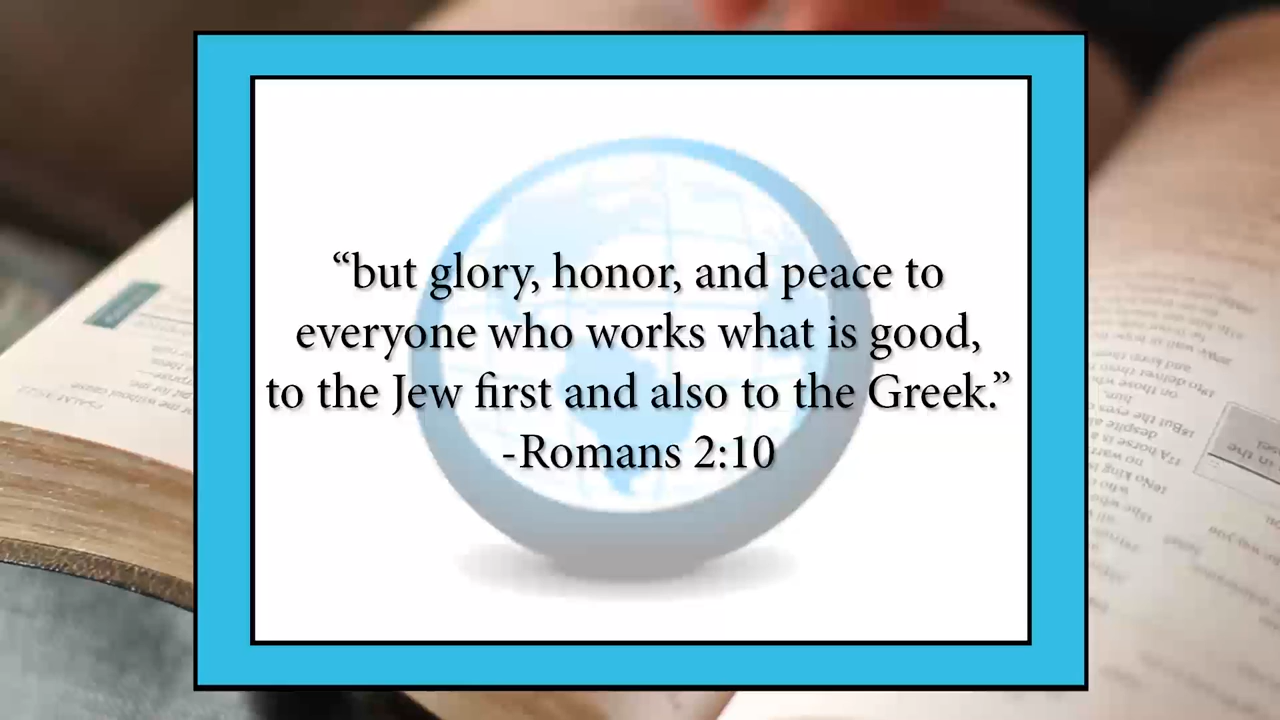 “but glory, honor, and peace to
everyone who works what is good,
to the Jew first and also to the Greek.”
-Romans 2:10